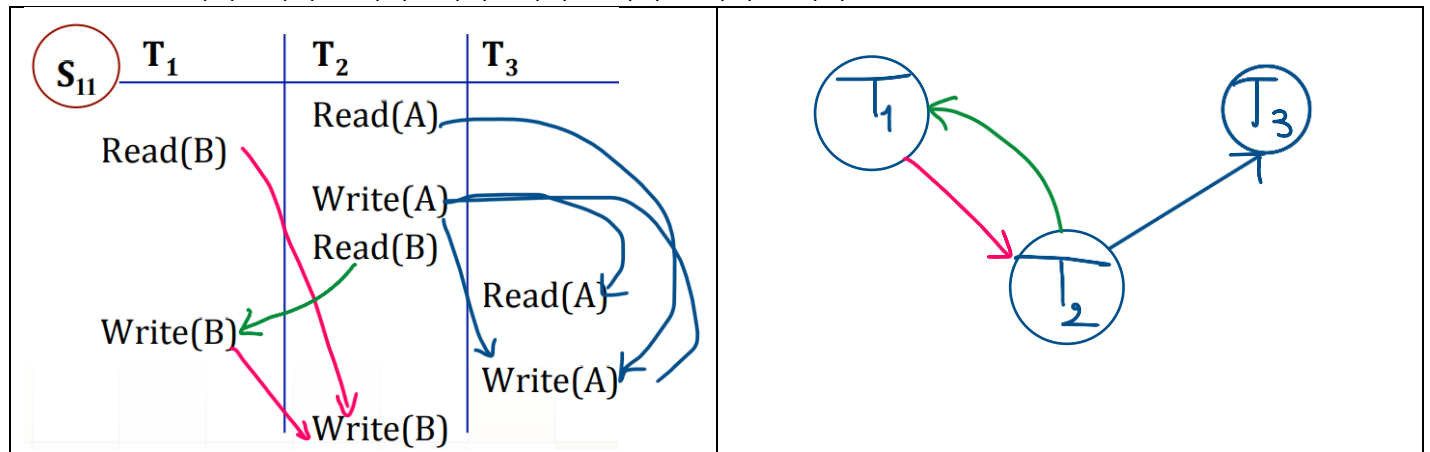 S11 T1 T2 T3
Read(A)
Read(B)
Write(A)
Read(B)
Read(A)
Write(B)
Write(A)
Write(B)
T1
T3
T2